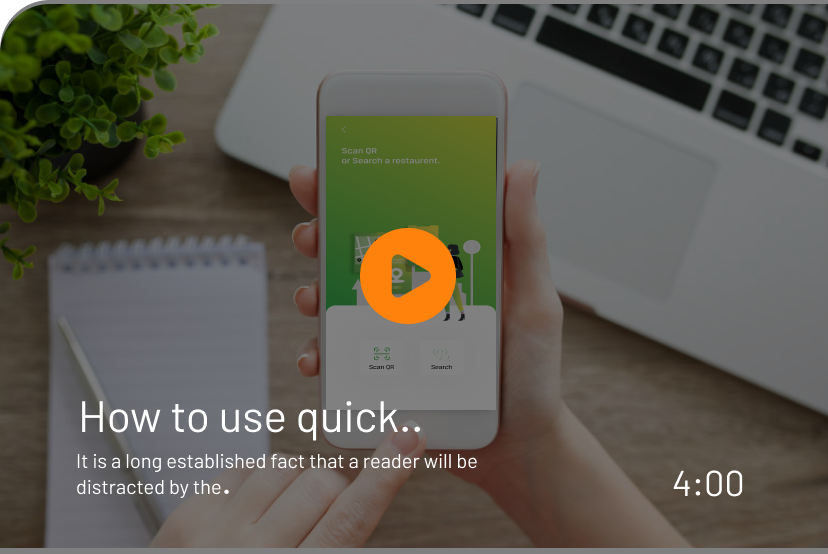 Scan QR
or Search a restaurent.
Scan QR
Search
How to use quick..
It is a long established fact that a reader will be
distracted by the.
4:00